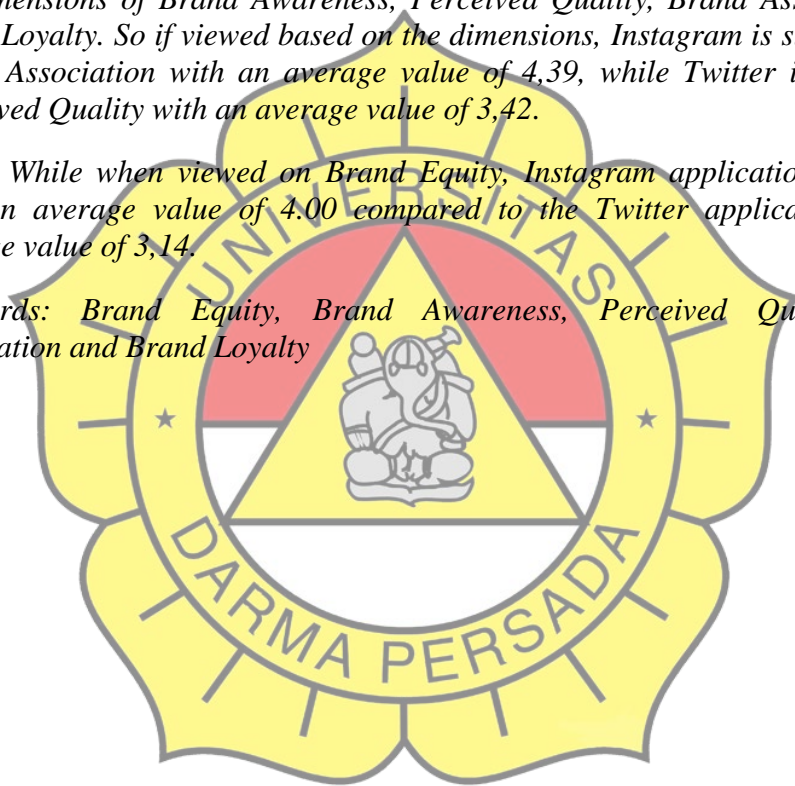 mensions of Brand Awareness, Perceived Quality, Brand Ass
Loyalty. So if viewed based on the dimensions, Instagram is s
Association with an average value of 4,39, while Twitter i
ved Quality with an average value of 3,42.
While when viewed on Brand Equity, Instagram application
n average value of 4.00 compared to the Twitter applica
e value of 3,14.
rds: Brand Equity, Brand Awareness, Perceived Qu
ation and Brand Loyalty
UNIVERSITAS
DARMA PERSADA